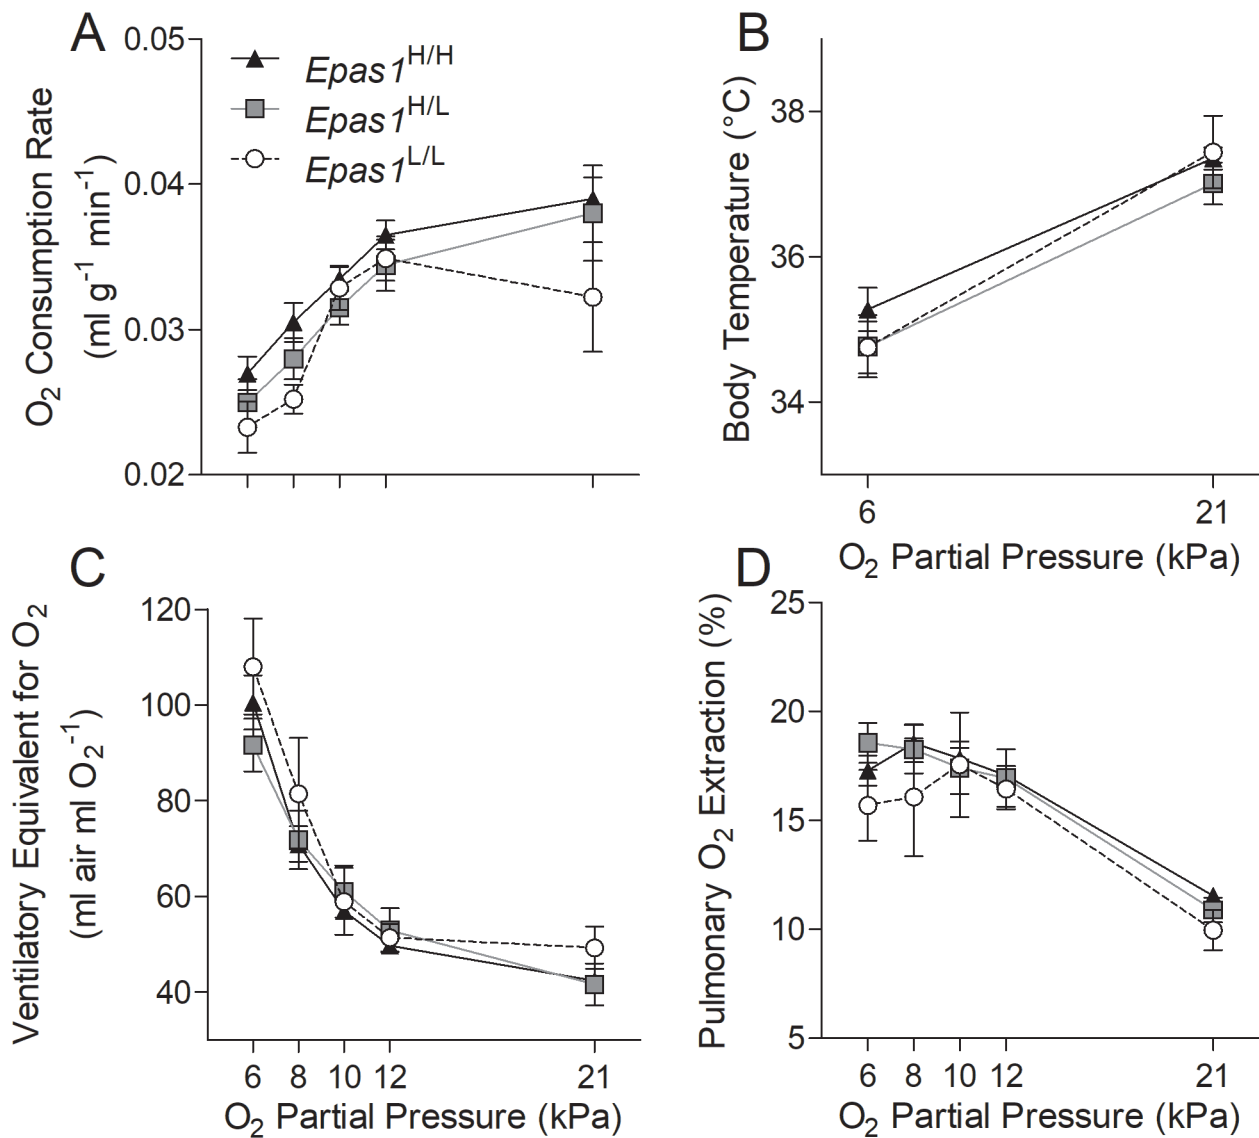 A
O₂ Consumption Rate
(ml g⁻¹ min⁻¹)
0.05
0.04
0.03
0.02
Epas1ᴴ/ᴴ
Epas1ᴴ/ᴸ
Epas1ᴸ/ᴸ
B
Body Temperature (°C)
38
36
34
6 21
O₂ Partial Pressure (kPa)
C
Ventilatory Equivalent for O₂
(ml air ml O₂⁻¹)
120
100
80
60
40
6 8 10 12 21
O₂ Partial Pressure (kPa)
D
Pulmonary O₂ Extraction (%)
25
20
15
10
5
6 8 10 12 21
O₂ Partial Pressure (kPa)